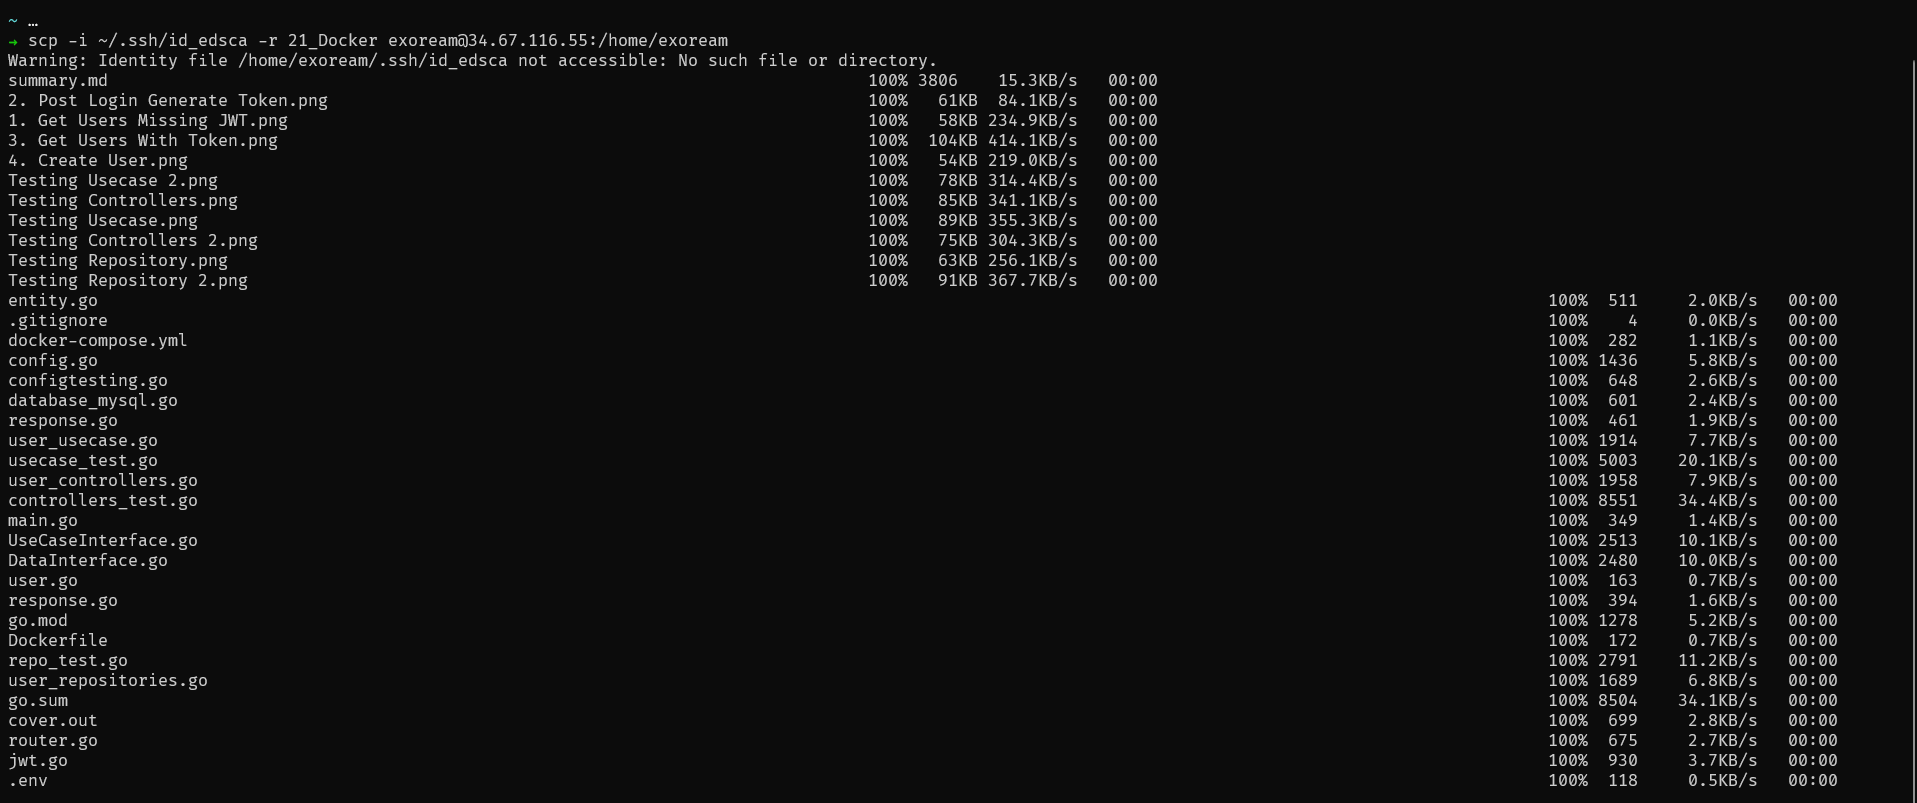 ~ …
→ scp -i ~/.ssh/id_edsca -r 21_Docker exoream@34.67.116.55:/home/exoream
Warning: Identity file /home/exoream/.ssh/id_edsca not accessible: No such file or directory.
summary.md 100% 3806 15.3KB/s 00:00
2. Post Login Generate Token.png 100% 61KB 84.1KB/s 00:00
1. Get Users Missing JWT.png 100% 58KB 234.9KB/s 00:00
3. Get Users With Token.png 100% 104KB 414.1KB/s 00:00
4. Create User.png 100% 54KB 219.0KB/s 00:00
Testing Usecase 2.png 100% 78KB 314.4KB/s 00:00
Testing Controllers.png 100% 85KB 341.1KB/s 00:00
Testing Usecase.png 100% 89KB 355.3KB/s 00:00
Testing Controllers 2.png 100% 75KB 304.3KB/s 00:00
Testing Repository.png 100% 63KB 256.1KB/s 00:00
Testing Repository 2.png 100% 91KB 367.7KB/s 00:00
entity.go 100% 511 2.0KB/s 00:00
.gitignore 100% 4 0.0KB/s 00:00
docker-compose.yml 100% 282 1.1KB/s 00:00
config.go 100% 1436 5.8KB/s 00:00
configtesting.go 100% 648 2.6KB/s 00:00
database_mysql.go 100% 601 2.4KB/s 00:00
response.go 100% 461 1.9KB/s 00:00
user_usecase.go 100% 1914 7.7KB/s 00:00
usecase_test.go 100% 5003 20.1KB/s 00:00
user_controllers.go 100% 1958 7.9KB/s 00:00
controllers_test.go 100% 8551 34.4KB/s 00:00
main.go 100% 349 1.4KB/s 00:00
UseCaseInterface.go 100% 2513 10.1KB/s 00:00
DataInterface.go 100% 2480 10.0KB/s 00:00
user.go 100% 163 0.7KB/s 00:00
response.go 100% 394 1.6KB/s 00:00
go.mod 100% 1278 5.2KB/s 00:00
Dockerfile 100% 172 0.7KB/s 00:00
repo_test.go 100% 2791 11.2KB/s 00:00
user_repositories.go 100% 1689 6.8KB/s 00:00
go.sum 100% 8504 34.1KB/s 00:00
cover.out 100% 699 2.8KB/s 00:00
router.go 100% 675 2.7KB/s 00:00
jwt.go 100% 930 3.7KB/s 00:00
.env 100% 118 0.5KB/s 00:00